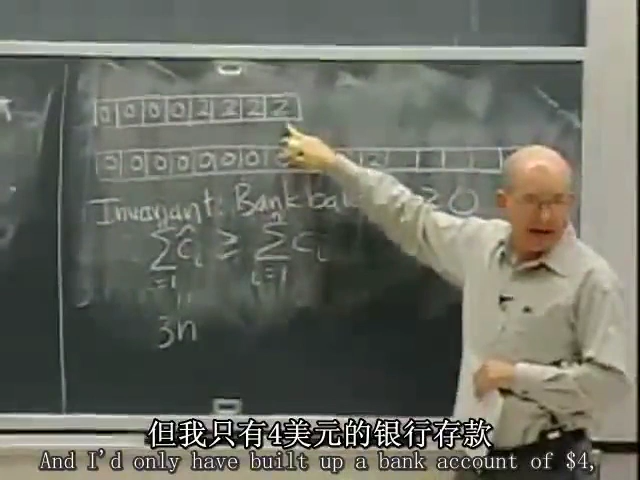 0 0 0 0 2 2 2 2
0 0 0 0 0 0 0 2
Invariant: Bank ≥ 0
∑ ĉi ≥ ∑ ci
i=1 i=1
3n
但我只有4美元的银行存款
And I'd only have built up a bank account of $4,